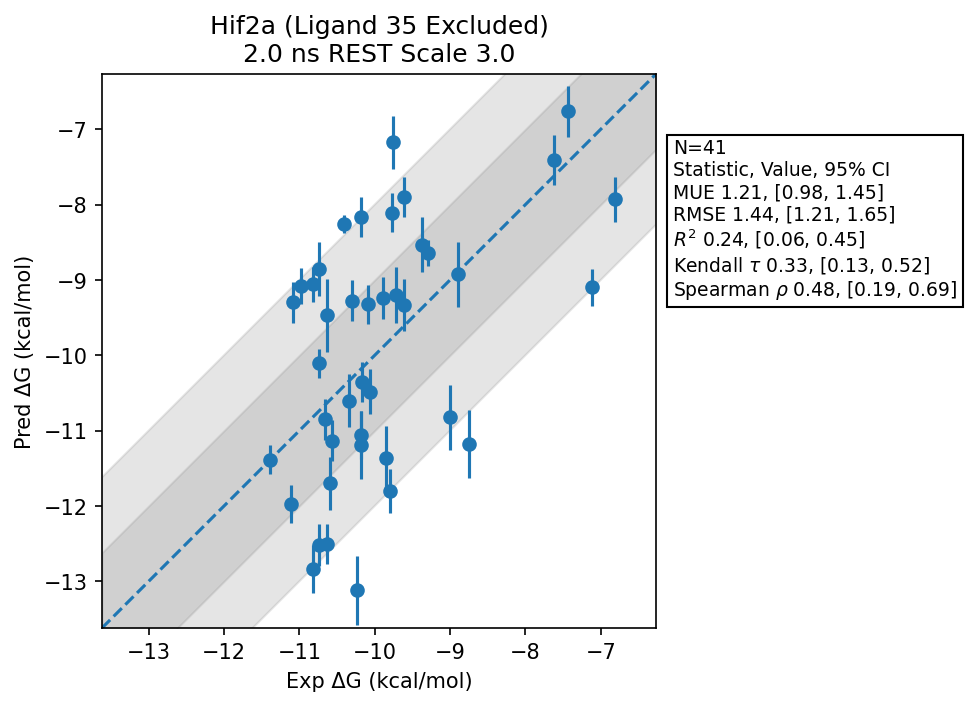 Hif2a (Ligand 35 Excluded)
2.0 ns REST Scale 3.0
N=41
Statistic, Value, 95% CI
MUE 1.21, [0.98, 1.45]
RMSE 1.44, [1.21, 1.65]
R² 0.24, [0.06, 0.45]
Kendall τ 0.33, [0.13, 0.52]
Spearman ρ 0.48, [0.19, 0.69]
Pred ΔG (kcal/mol)
−7
−8
−9
−10
−11
−12
−13
−13 −12 −11 −10 −9 −8 −7
Exp ΔG (kcal/mol)